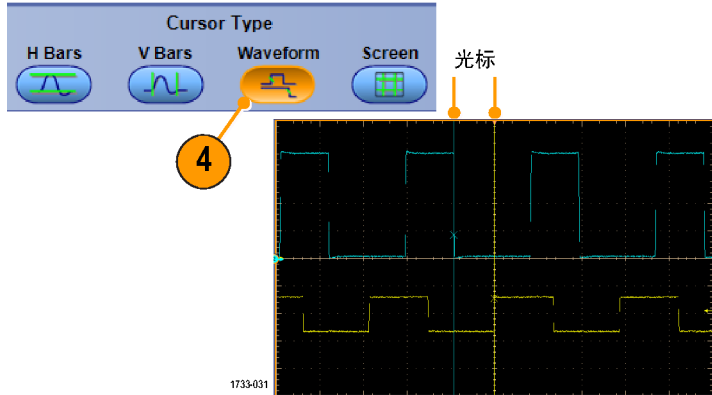 Cursor Type
H Bars V Bars Waveform Screen
光标
4
1733-031